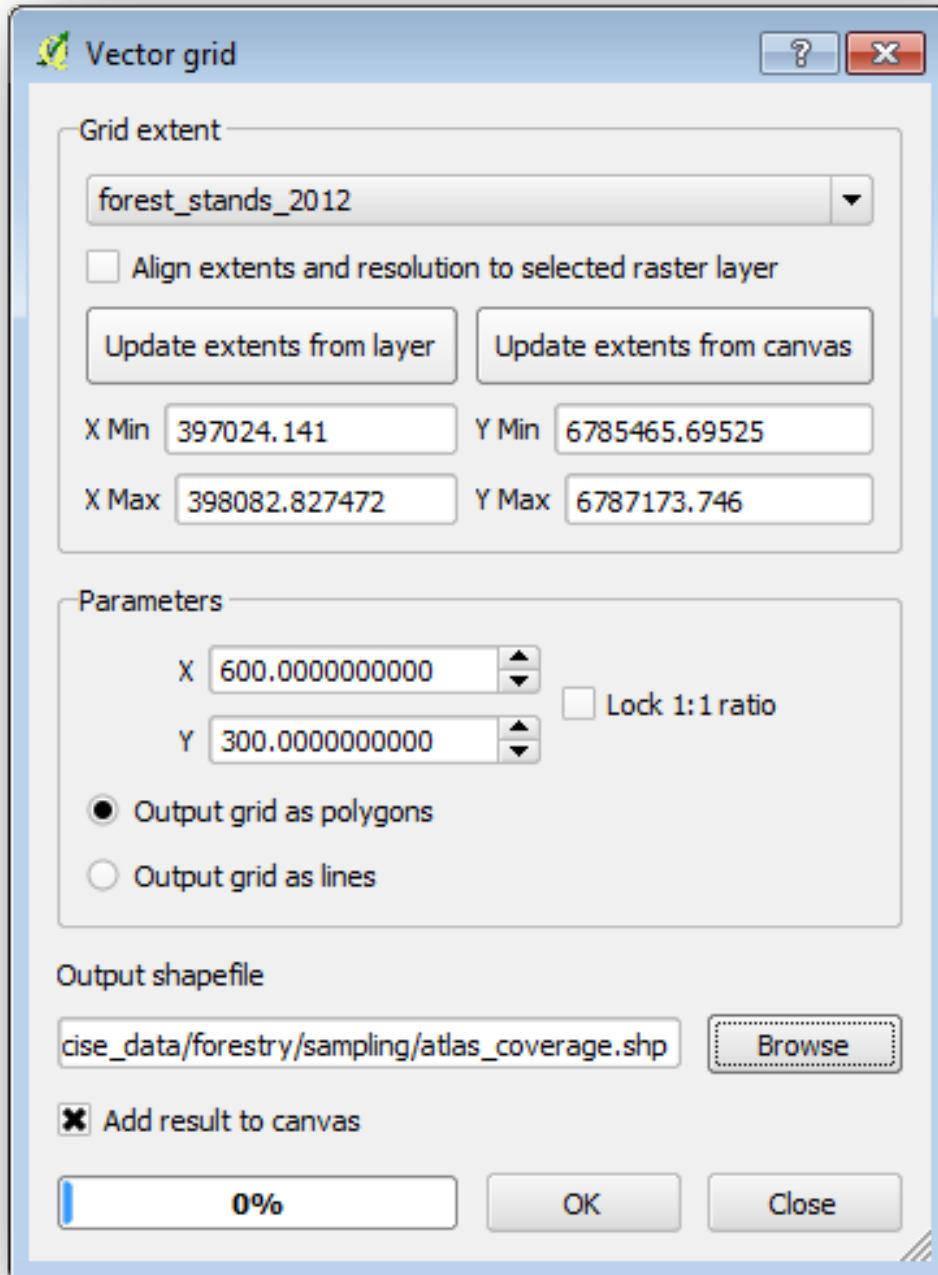 Vector grid
Grid extent
forest_stands_2012
Align extents and resolution to selected raster layer
Update extents from layer Update extents from canvas
X Min 397024.141 Y Min 6785465.69525
X Max 398082.827472 Y Max 6787173.746
Parameters
X 600.0000000000
Lock 1:1 ratio
Y 300.0000000000
Output grid as polygons
Output grid as lines
Output shapefile
cise_data/forestry/sampling/atlas_coverage.shp Browse
Add result to canvas
0% OK Close